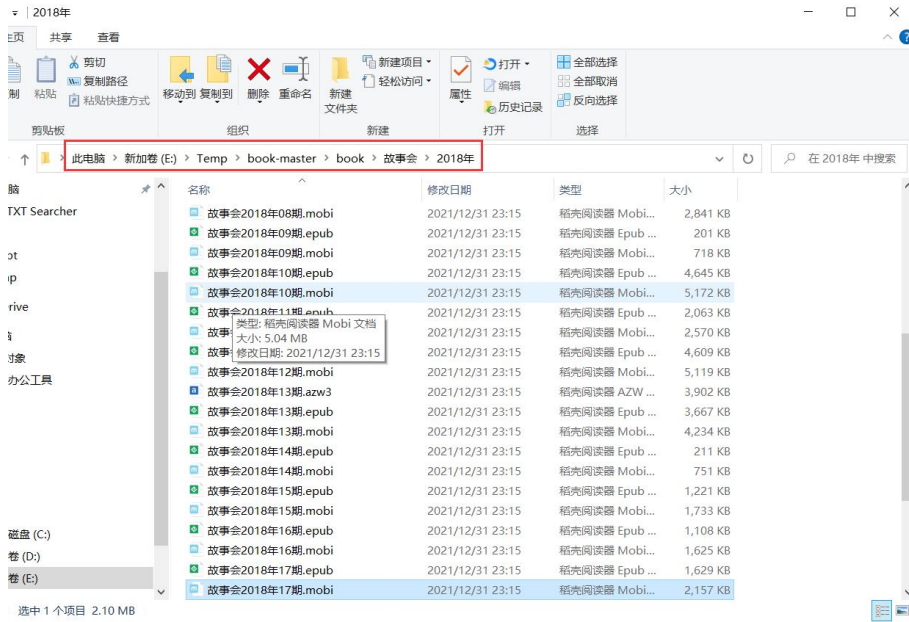 2018年
主页 共享 查看
剪切
复制路径
粘贴快捷方式
制 粘贴
移动到 复制到 删除 重命名
新建项目
轻松访问
新建
文件夹
属性
打开
编辑
历史记录
全部选择
全部取消
反向选择
剪贴板 组织 新建 打开 选择
此电脑 > 新加卷 (E:) > Temp > book-master > book > 故事会 > 2018年
在 2018年 中搜索
脑
TXT Searcher
ot
rive
对象
办公工具
磁盘 (C:)
卷 (D:)
卷 (E:)
名称 修改日期 类型 大小
故事会2018年08期.mobi 2021/12/31 23:15 稻壳阅读器 Mobi... 2,841 KB
故事会2018年09期.epub 2021/12/31 23:15 稻壳阅读器 Epub ... 201 KB
故事会2018年09期.mobi 2021/12/31 23:15 稻壳阅读器 Mobi... 718 KB
故事会2018年10期.epub 2021/12/31 23:15 稻壳阅读器 Epub ... 4,645 KB
故事会2018年10期.mobi 2021/12/31 23:15 稻壳阅读器 Mobi... 5,172 KB
故事会2018年11期.epub 2021/12/31 23:15 稻壳阅读器 Epub ... 2,063 KB
故事 2021/12/31 23:15 稻壳阅读器 Mobi... 2,570 KB
故事 2021/12/31 23:15 稻壳阅读器 Epub ... 4,609 KB
类型: 稻壳阅读器 Mobi 文档
大小: 5.04 MB
修改日期: 2021/12/31 23:15
故事会2018年12期.mobi 2021/12/31 23:15 稻壳阅读器 Mobi... 5,119 KB
故事会2018年13期.azw3 2021/12/31 23:15 稻壳阅读器 AZW ... 3,902 KB
故事会2018年13期.epub 2021/12/31 23:15 稻壳阅读器 Epub ... 3,667 KB
故事会2018年13期.mobi 2021/12/31 23:15 稻壳阅读器 Mobi... 4,234 KB
故事会2018年14期.epub 2021/12/31 23:15 稻壳阅读器 Epub ... 211 KB
故事会2018年14期.mobi 2021/12/31 23:15 稻壳阅读器 Mobi... 751 KB
故事会2018年15期.epub 2021/12/31 23:15 稻壳阅读器 Epub ... 1,221 KB
故事会2018年15期.mobi 2021/12/31 23:15 稻壳阅读器 Mobi... 1,733 KB
故事会2018年16期.epub 2021/12/31 23:15 稻壳阅读器 Epub ... 1,108 KB
故事会2018年16期.mobi 2021/12/31 23:15 稻壳阅读器 Mobi... 1,625 KB
故事会2018年17期.epub 2021/12/31 23:15 稻壳阅读器 Epub ... 1,629 KB
故事会2018年17期.mobi 2021/12/31 23:15 稻壳阅读器 Mobi... 2,157 KB
选中 1 个项目 2.10 MB